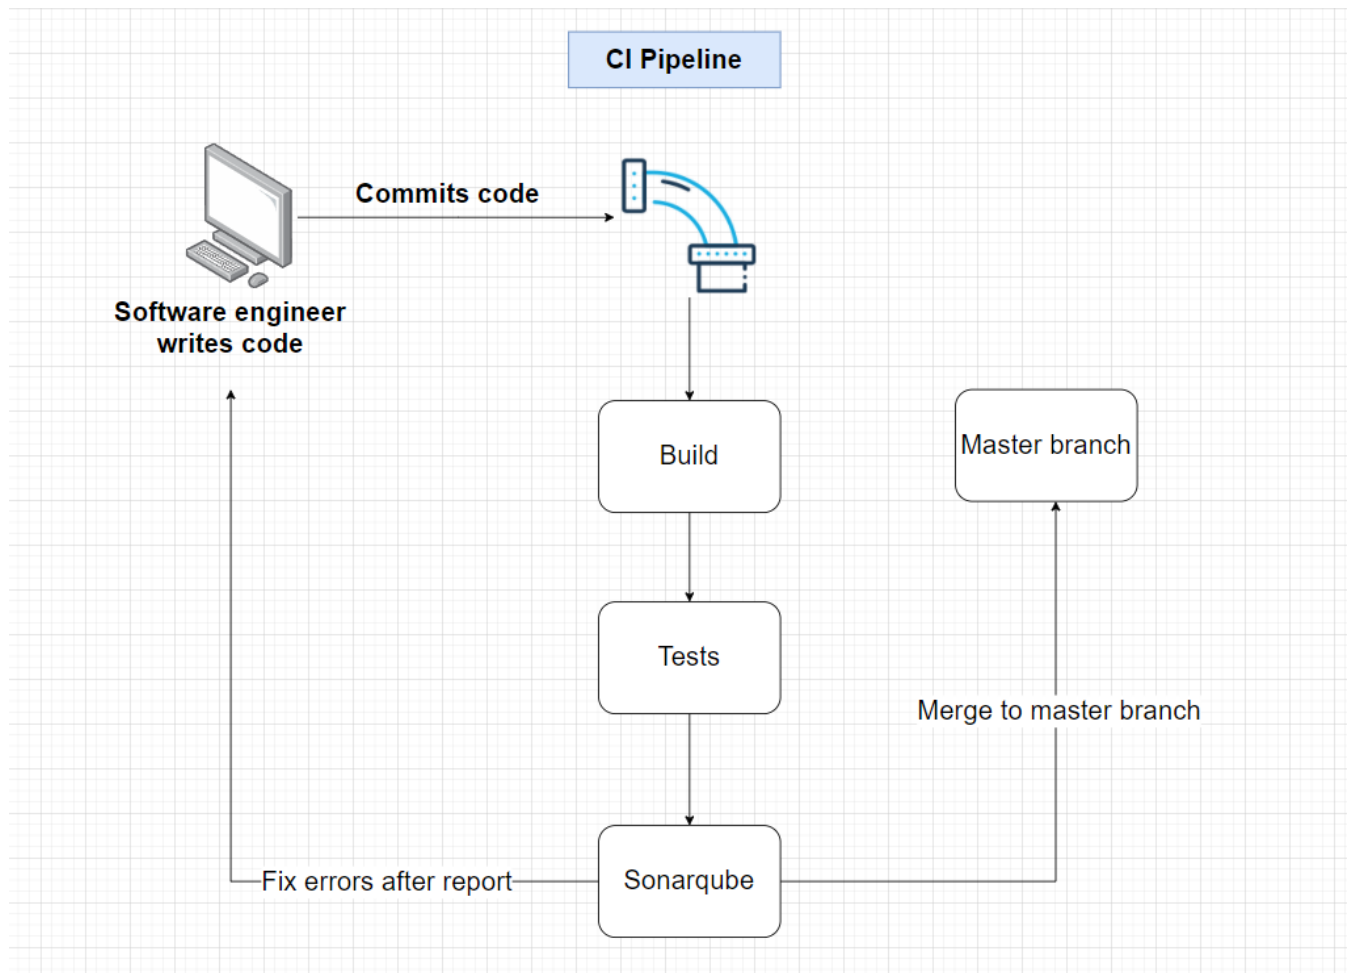 CI Pipeline
Commits code
Software engineer
writes code
Build
Master branch
Tests
Merge to master branch
Fix errors after report
Sonarqube